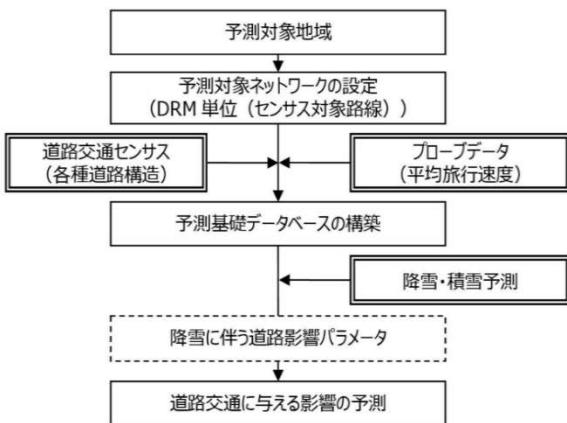 予測対象地域
予測対象ネットワークの設定
(DRM 単位(センサス対象路線))
道路交通センサス
(各種道路構造)
プローブデータ
(平均旅行速度)
予測基礎データベースの構築
降雪・積雪予測
降雪に伴う道路影響パラメータ
道路交通に与える影響の予測